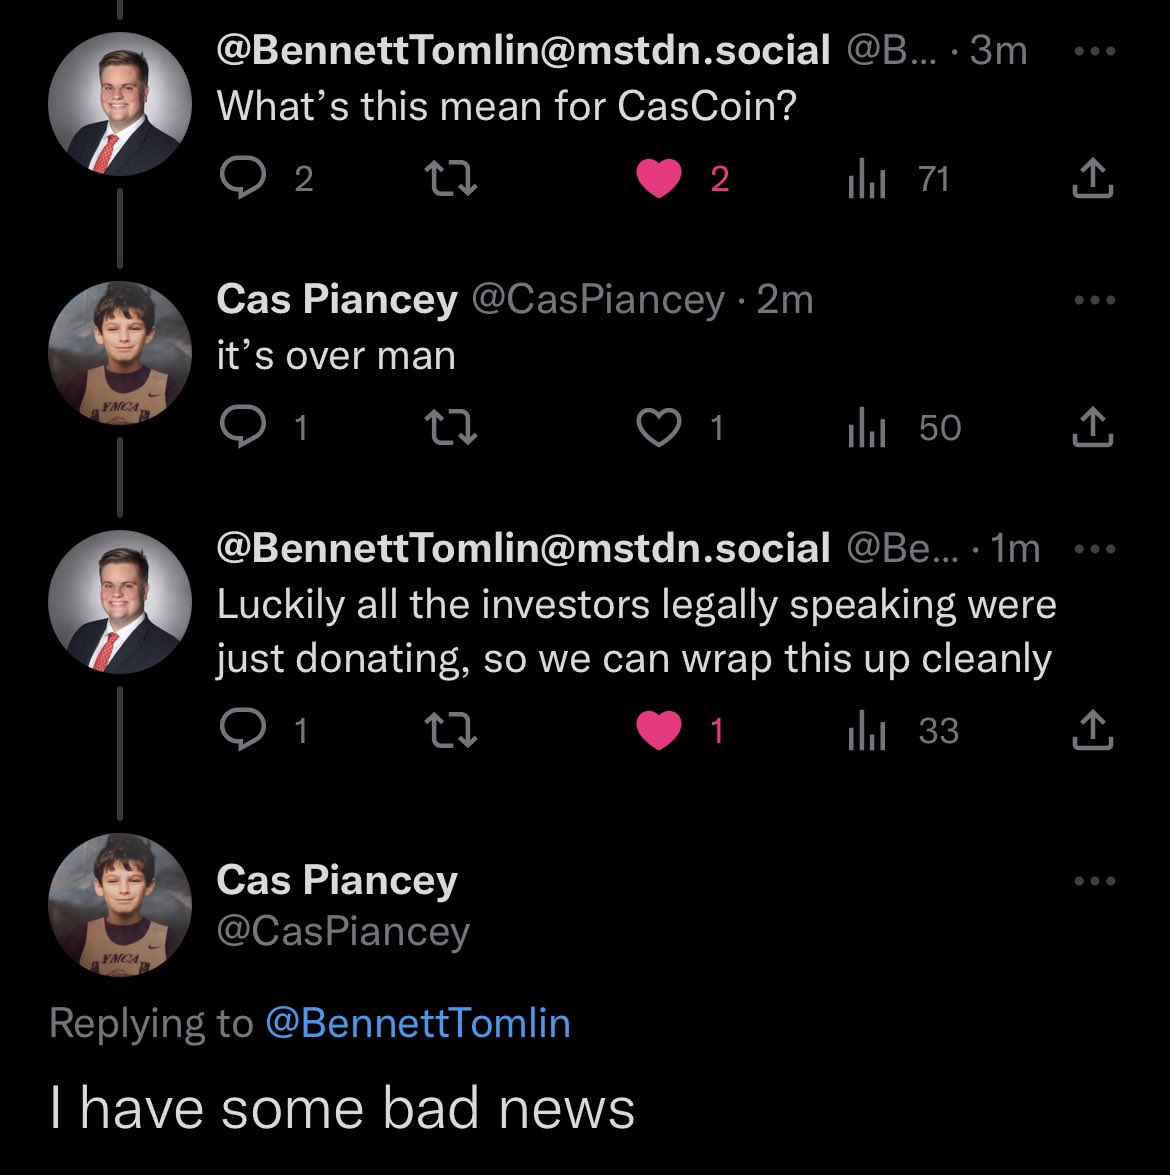 @BennettTomlin@mstdn.social @B... · 3m
What’s this mean for CasCoin?
2 2 71
Cas Piancey @CasPiancey · 2m
it’s over man
YMCA
1 1 50
@BennettTomlin@mstdn.social @Be... · 1m
Luckily all the investors legally speaking were
just donating, so we can wrap this up cleanly
1 1 33
Cas Piancey
@CasPiancey
YMCA
Replying to @BennettTomlin
I have some bad news